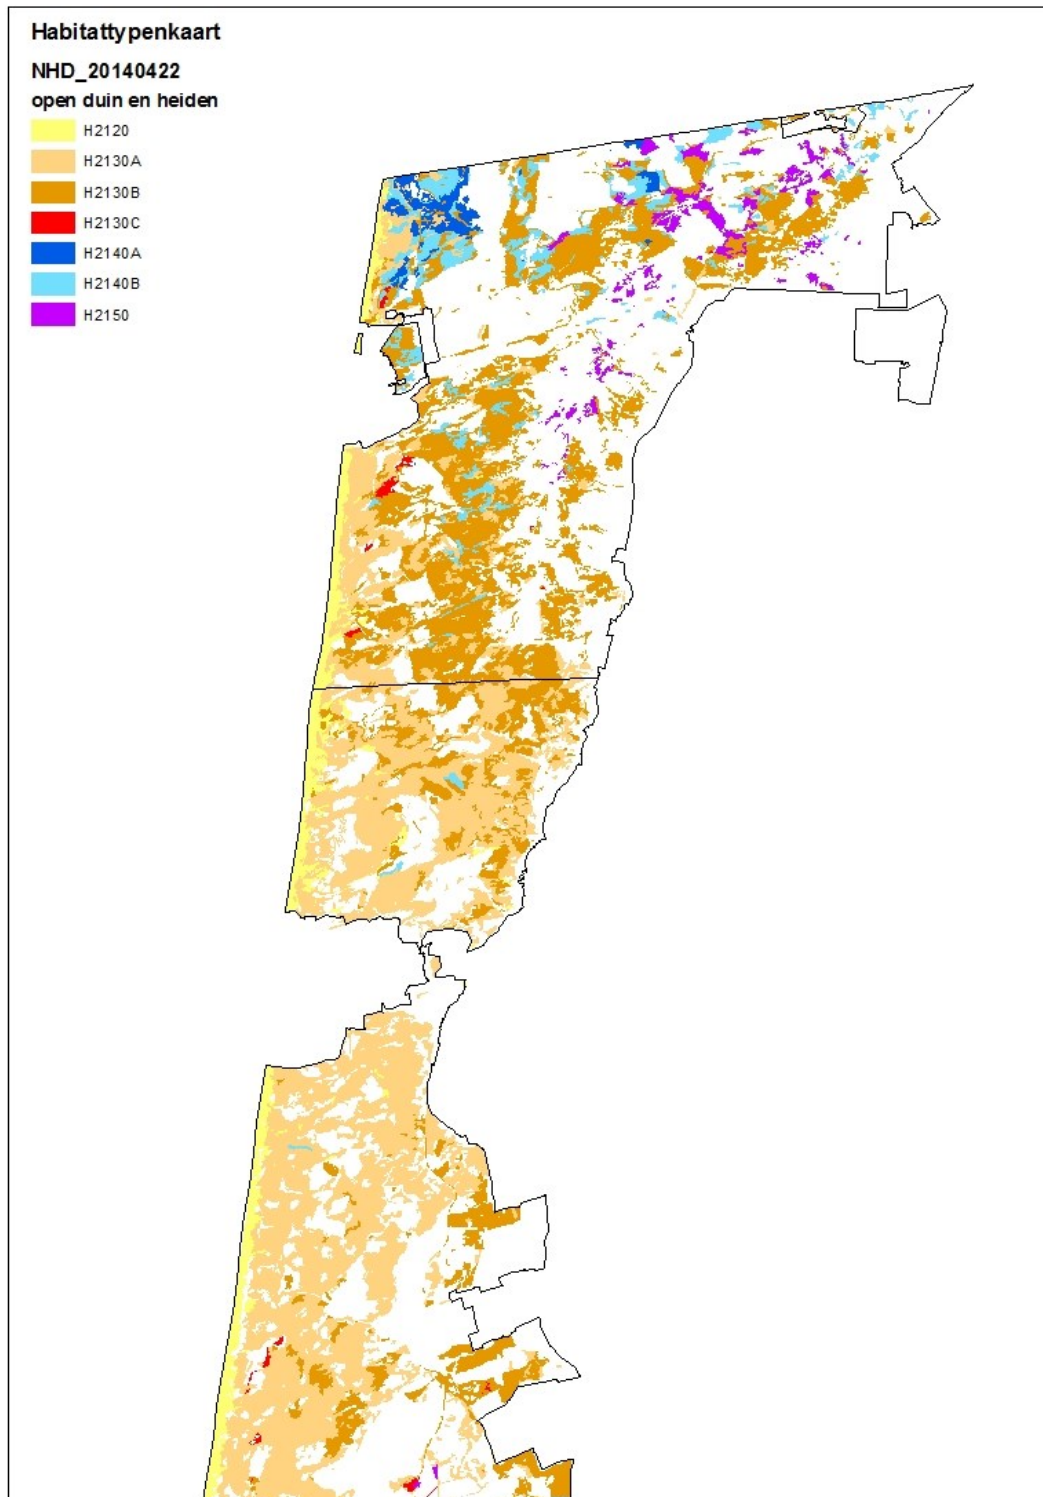 Habitattypenkaart
NHD_20140422
open duin en heiden
H2120
H2130A
H2130B
H2130C
H2140A
H2140B
H2150